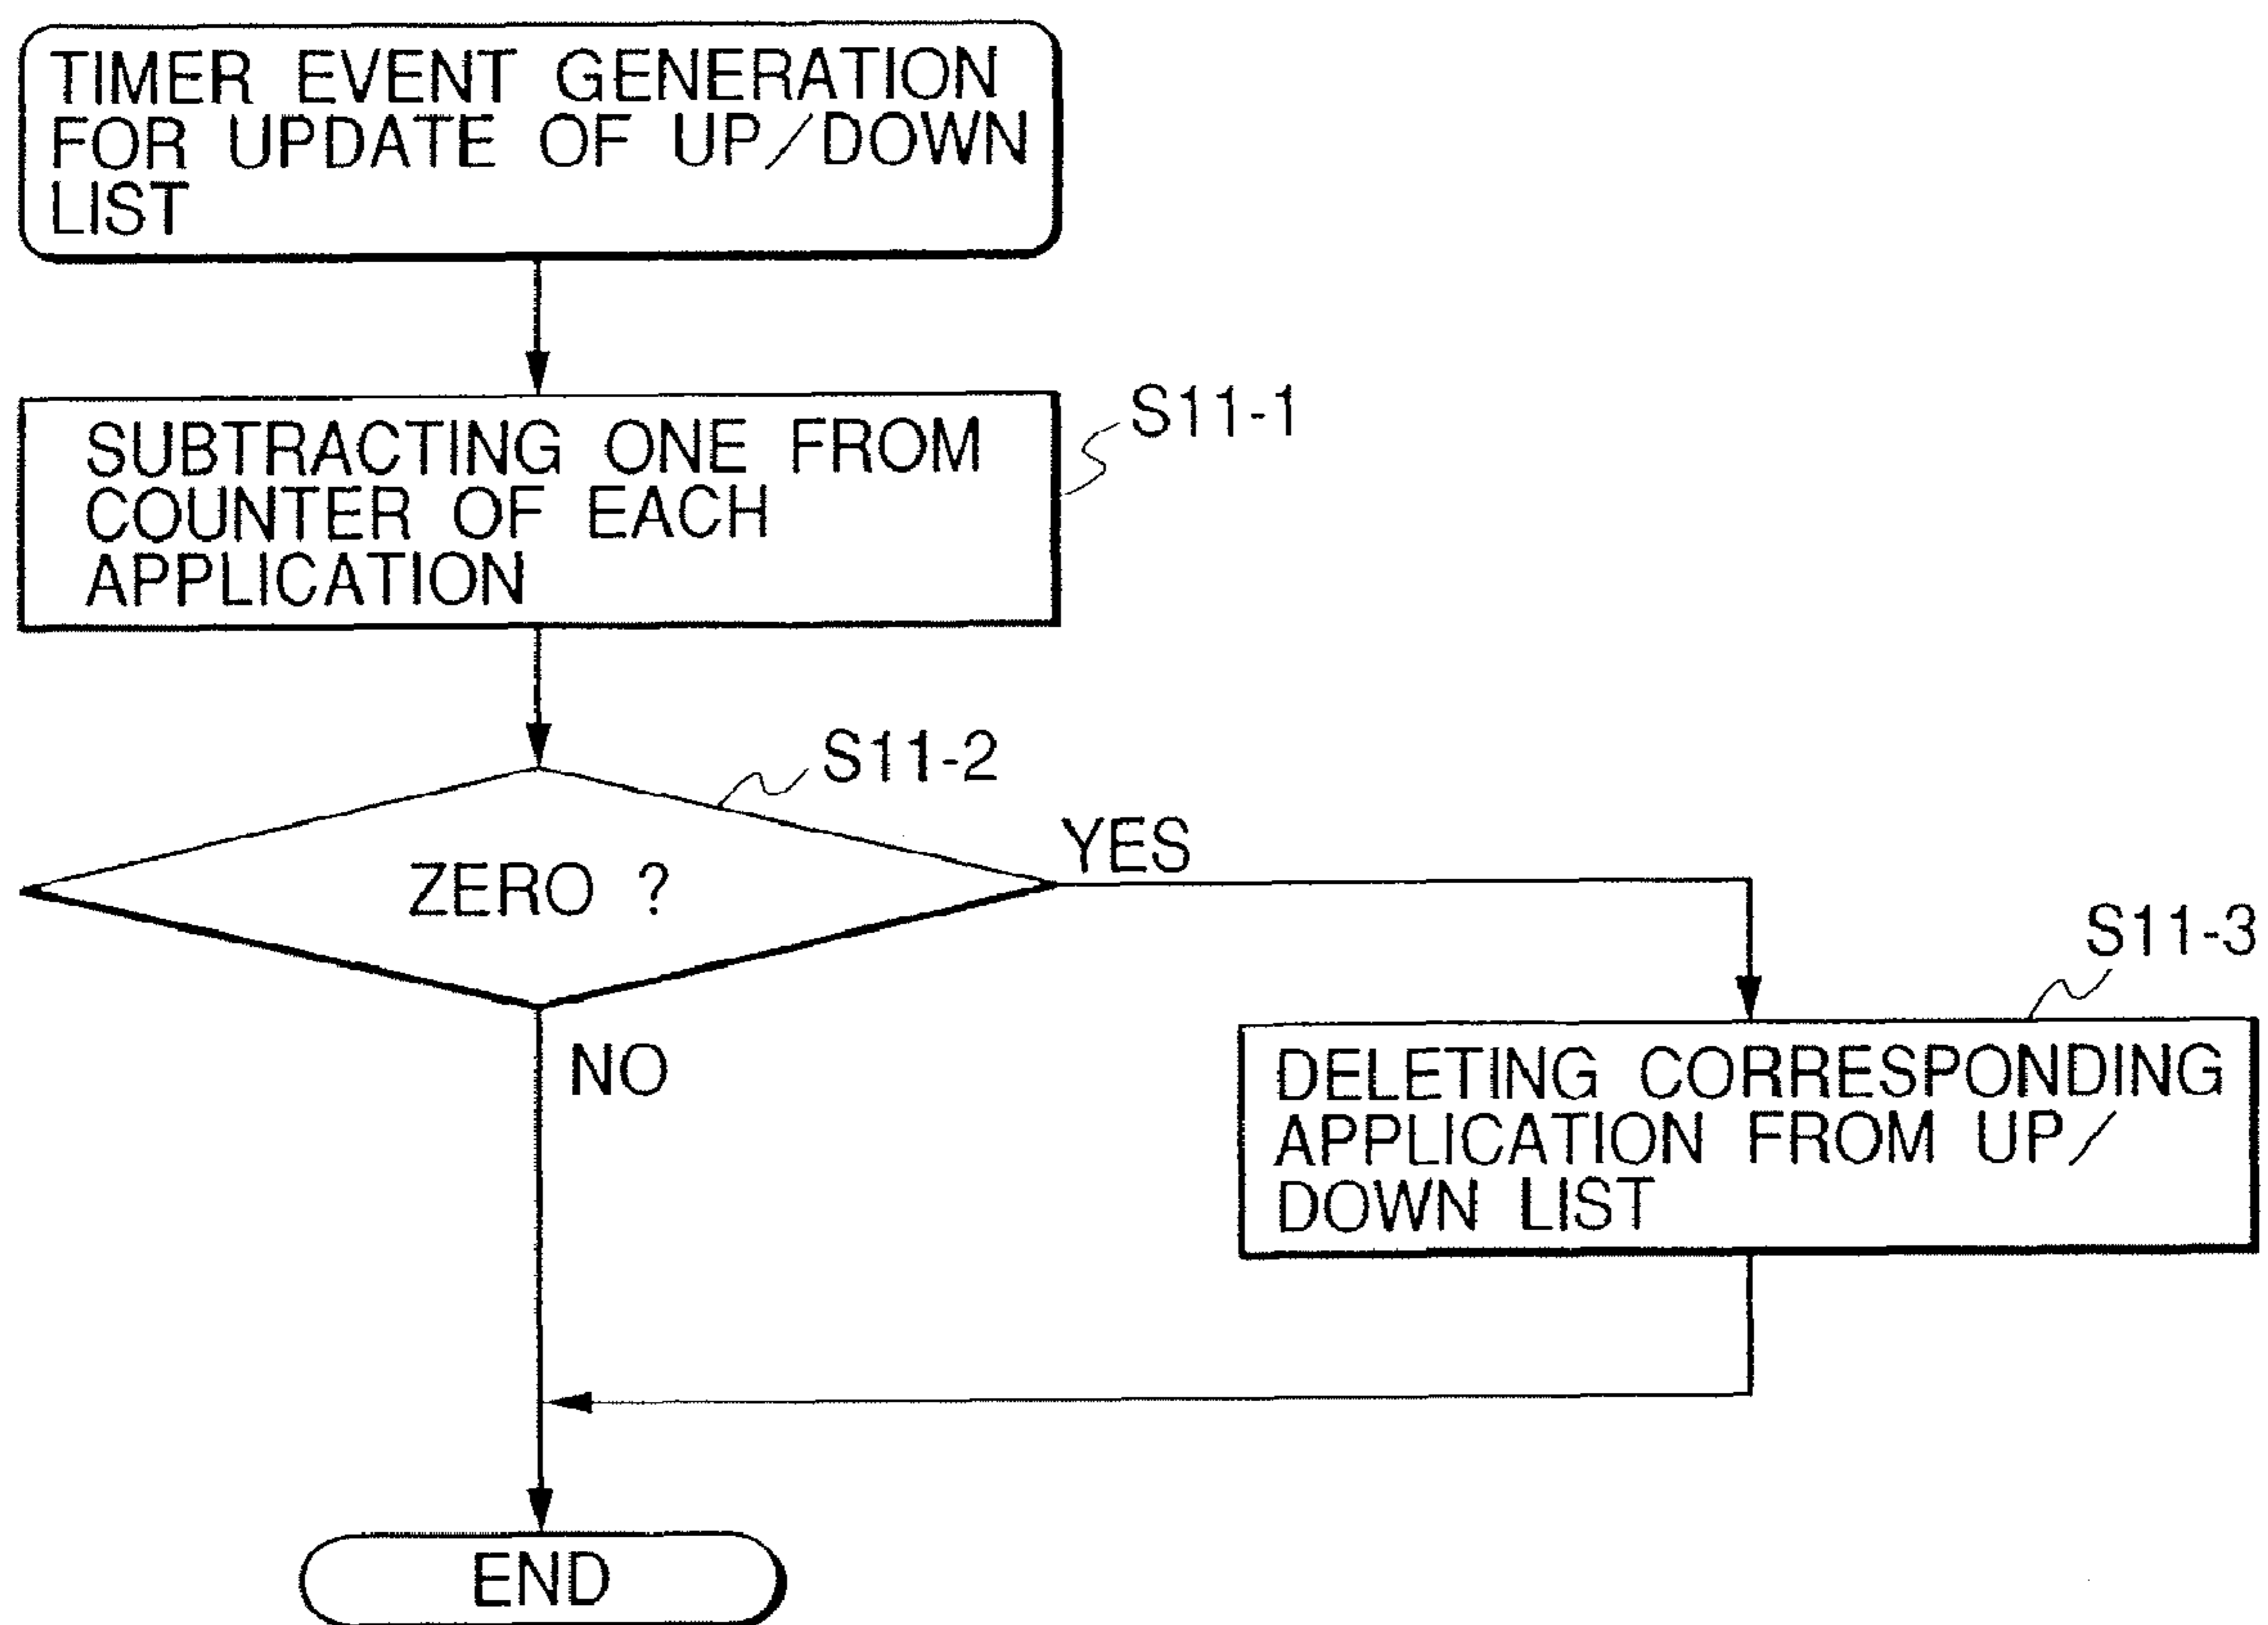 TIMER EVENT GENERATION
FOR UPDATE OF UP/DOWN
LIST
SUBTRACTING ONE FROM
COUNTER OF EACH
APPLICATION
S11-1
S11-2
ZERO ?
YES
NO
S11-3
DELETING CORRESPONDING
APPLICATION FROM UP/
DOWN LIST
END